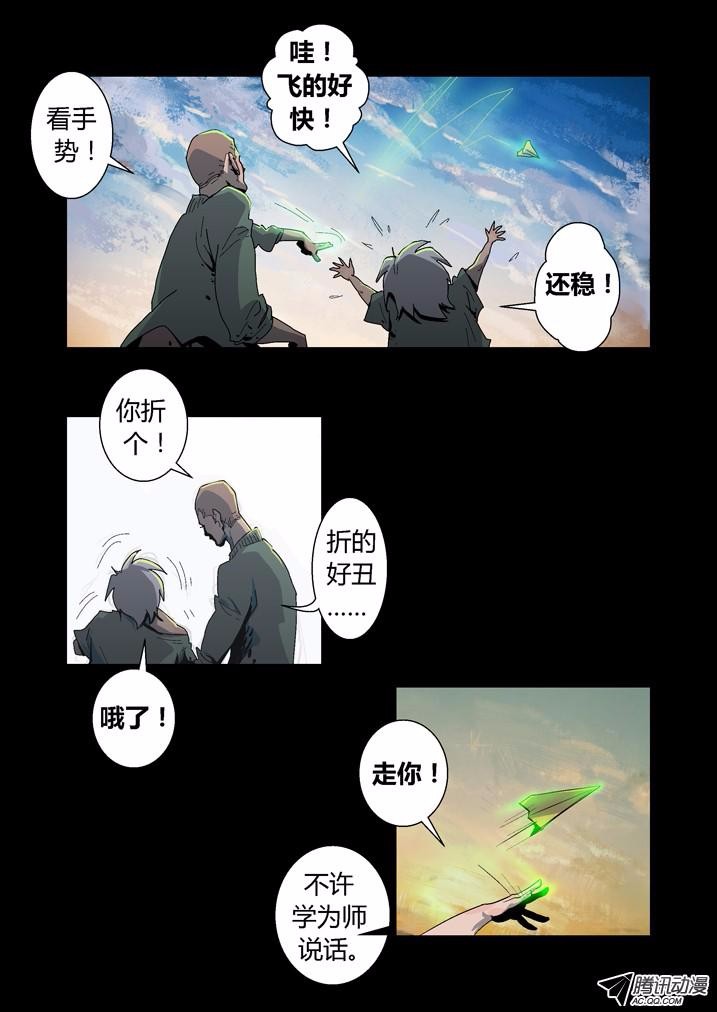 看手
势！
哇！
飞的好
快！
还稳！
你折
个！
折的
好丑
……
哦了！
走你！
不许
学为师
说话。
腾讯动漫
AC.QQ.COM